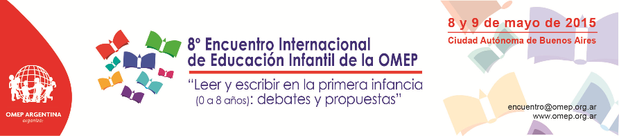 8º Encuentro Internacional
de Educación Infantil de la OMEP
“Leer y escribir en la primera infancia
(0 a 8 años): debates y propuestas”
8 y 9 de mayo de 2015
Ciudad Autónoma de Buenos Aires
encuentro@omep.org.ar
www.omep.org.ar
OMEP ARGENTINA